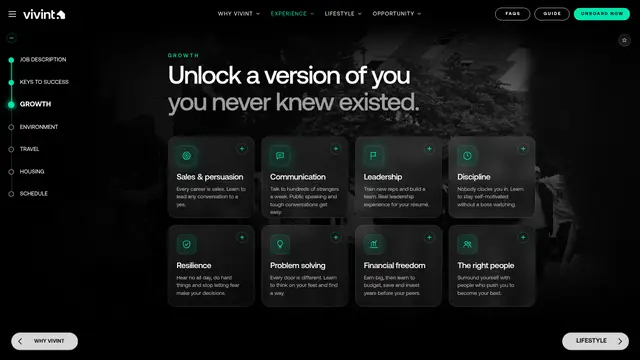 vivint
WHY VIVINT
EXPERIENCE
LIFESTYLE
OPPORTUNITY
FAQS
GUIDE
ONBOARD NOW
JOB DESCRIPTION
KEYS TO SUCCESS
GROWTH
ENVIRONMENT
TRAVEL
HOUSING
SCHEDULE
GROWTH
Unlock a version of you
you never knew existed.
Sales & persuasion
Every career is sales. Learn to
lead any conversation to a
yes.
Communication
Talk to hundreds of strangers
a week. Public speaking and
tough conversations get
easy.
Leadership
Train new reps and build a
team. Real leadership
experience for your resume.
Discipline
Nobody clocks you in. Learn
to stay self-motivated
without a boss watching.
Resilience
Hear no all day, do hard
things and stop letting fear
make your decisions.
Problem solving
Every door is different. Learn
to think on your feet and find
a way.
Financial freedom
Earn big, then learn to
budget, save and invest
years before your peers.
The right people
Surround yourself with
people who push you to
become your best.
WHY VIVINT
LIFESTYLE